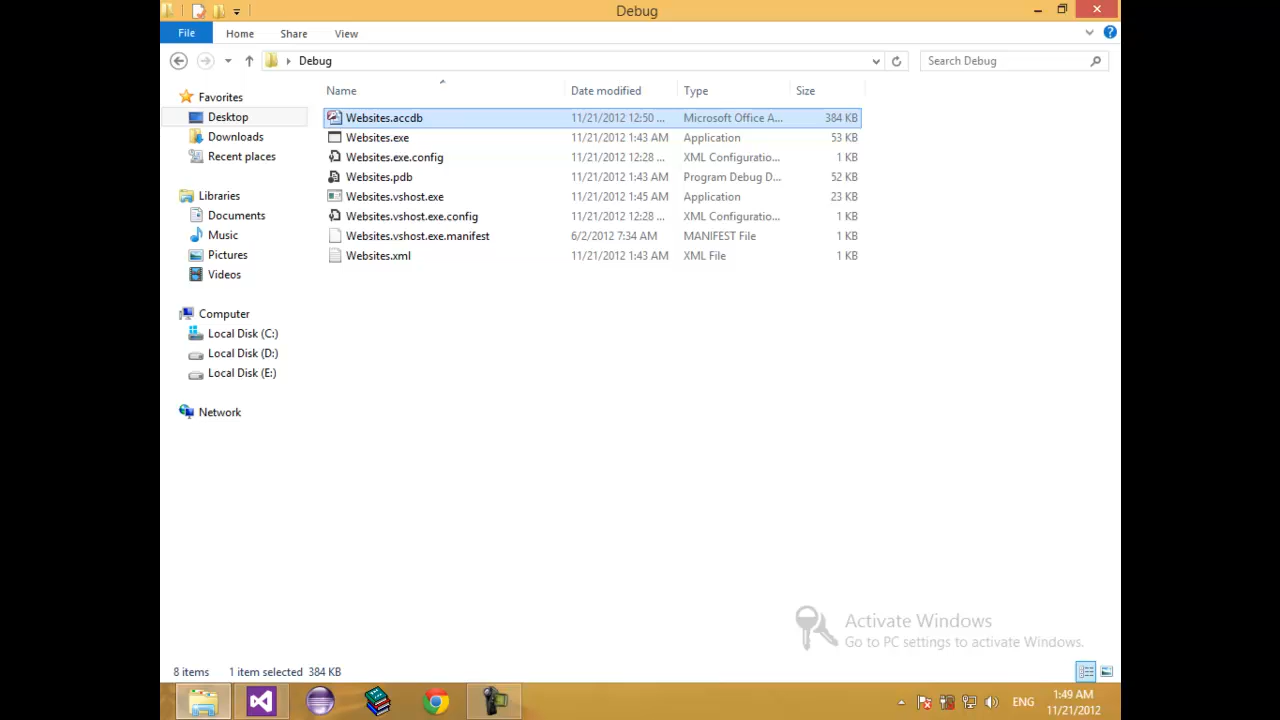 Debug
File Home Share View
Debug
Search Debug
Name Date modified Type Size
Favorites
Desktop
Downloads
Recent places
Libraries
Documents
Music
Pictures
Videos
Computer
Local Disk (C:)
Local Disk (D:)
Local Disk (E:)
Network
Websites.accdb 11/21/2012 12:50 ... Microsoft Office A... 384 KB
Websites.exe 11/21/2012 1:43 AM Application 53 KB
Websites.exe.config 11/21/2012 12:28 ... XML Configuratio... 1 KB
Websites.pdb 11/21/2012 1:43 AM Program Debug D... 52 KB
Websites.vshost.exe 11/21/2012 1:45 AM Application 23 KB
Websites.vshost.exe.config 11/21/2012 12:28 ... XML Configuratio... 1 KB
Websites.vshost.exe.manifest 6/2/2012 7:34 AM MANIFEST File 1 KB
Websites.xml 11/21/2012 1:43 AM XML File 1 KB
Activate Windows
Go to PC settings to activate Windows.
8 items 1 item selected 384 KB
ENG
1:49 AM
11/21/2012